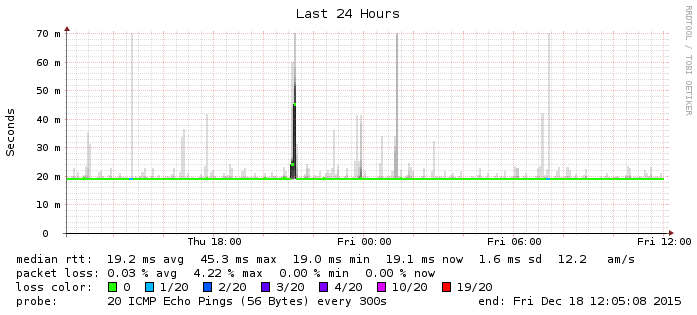 Last 24 Hours
RRDTOOL / TOBI OETIKER
Seconds
70 m
60 m
50 m
40 m
30 m
20 m
10 m
0
Thu 18:00 Fri 00:00 Fri 06:00 Fri 12:00
median rtt: 19.2 ms avg 45.3 ms max 19.0 ms min 19.1 ms now 1.6 ms sd 12.2 am/s
packet loss: 0.03 % avg 4.22 % max 0.00 % min 0.00 % now
loss color: 0 1/20 2/20 3/20 4/20 10/20 19/20
probe: 20 ICMP Echo Pings (56 Bytes) every 300s end: Fri Dec 18 12:05:08 2015